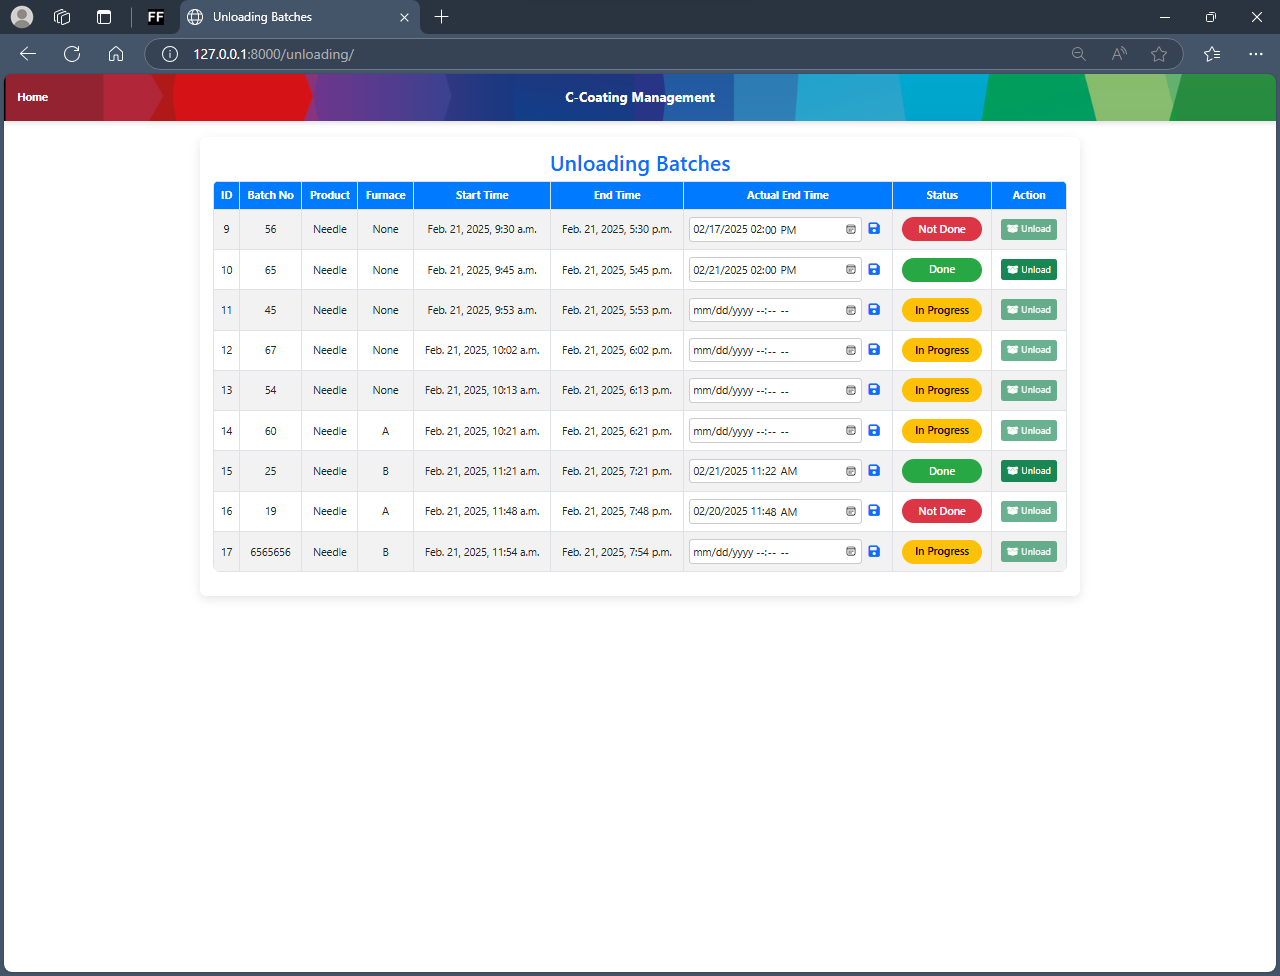 FF
Unloading Batches
127.0.0.1:8000/unloading/
Home
C-Coating Management
Unloading Batches
ID Batch No Product Furnace Start Time End Time Actual End Time Status Action
9 56 Needle None Feb. 21, 2025, 9:30 a.m. Feb. 21, 2025, 5:30 p.m. 02/17/2025 02:00 PM Not Done Unload
10 65 Needle None Feb. 21, 2025, 9:45 a.m. Feb. 21, 2025, 5:45 p.m. 02/21/2025 02:00 PM Done Unload
11 45 Needle None Feb. 21, 2025, 9:53 a.m. Feb. 21, 2025, 5:53 p.m. mm/dd/yyyy --:-- -- In Progress Unload
12 67 Needle None Feb. 21, 2025, 10:02 a.m. Feb. 21, 2025, 6:02 p.m. mm/dd/yyyy --:-- -- In Progress Unload
13 54 Needle None Feb. 21, 2025, 10:13 a.m. Feb. 21, 2025, 6:13 p.m. mm/dd/yyyy --:-- -- In Progress Unload
14 60 Needle A Feb. 21, 2025, 10:21 a.m. Feb. 21, 2025, 6:21 p.m. mm/dd/yyyy --:-- -- In Progress Unload
15 25 Needle B Feb. 21, 2025, 11:21 a.m. Feb. 21, 2025, 7:21 p.m. 02/21/2025 11:22 AM Done Unload
16 19 Needle A Feb. 21, 2025, 11:48 a.m. Feb. 21, 2025, 7:48 p.m. 02/20/2025 11:48 AM Not Done Unload
17 6565656 Needle B Feb. 21, 2025, 11:54 a.m. Feb. 21, 2025, 7:54 p.m. mm/dd/yyyy --:-- -- In Progress Unload